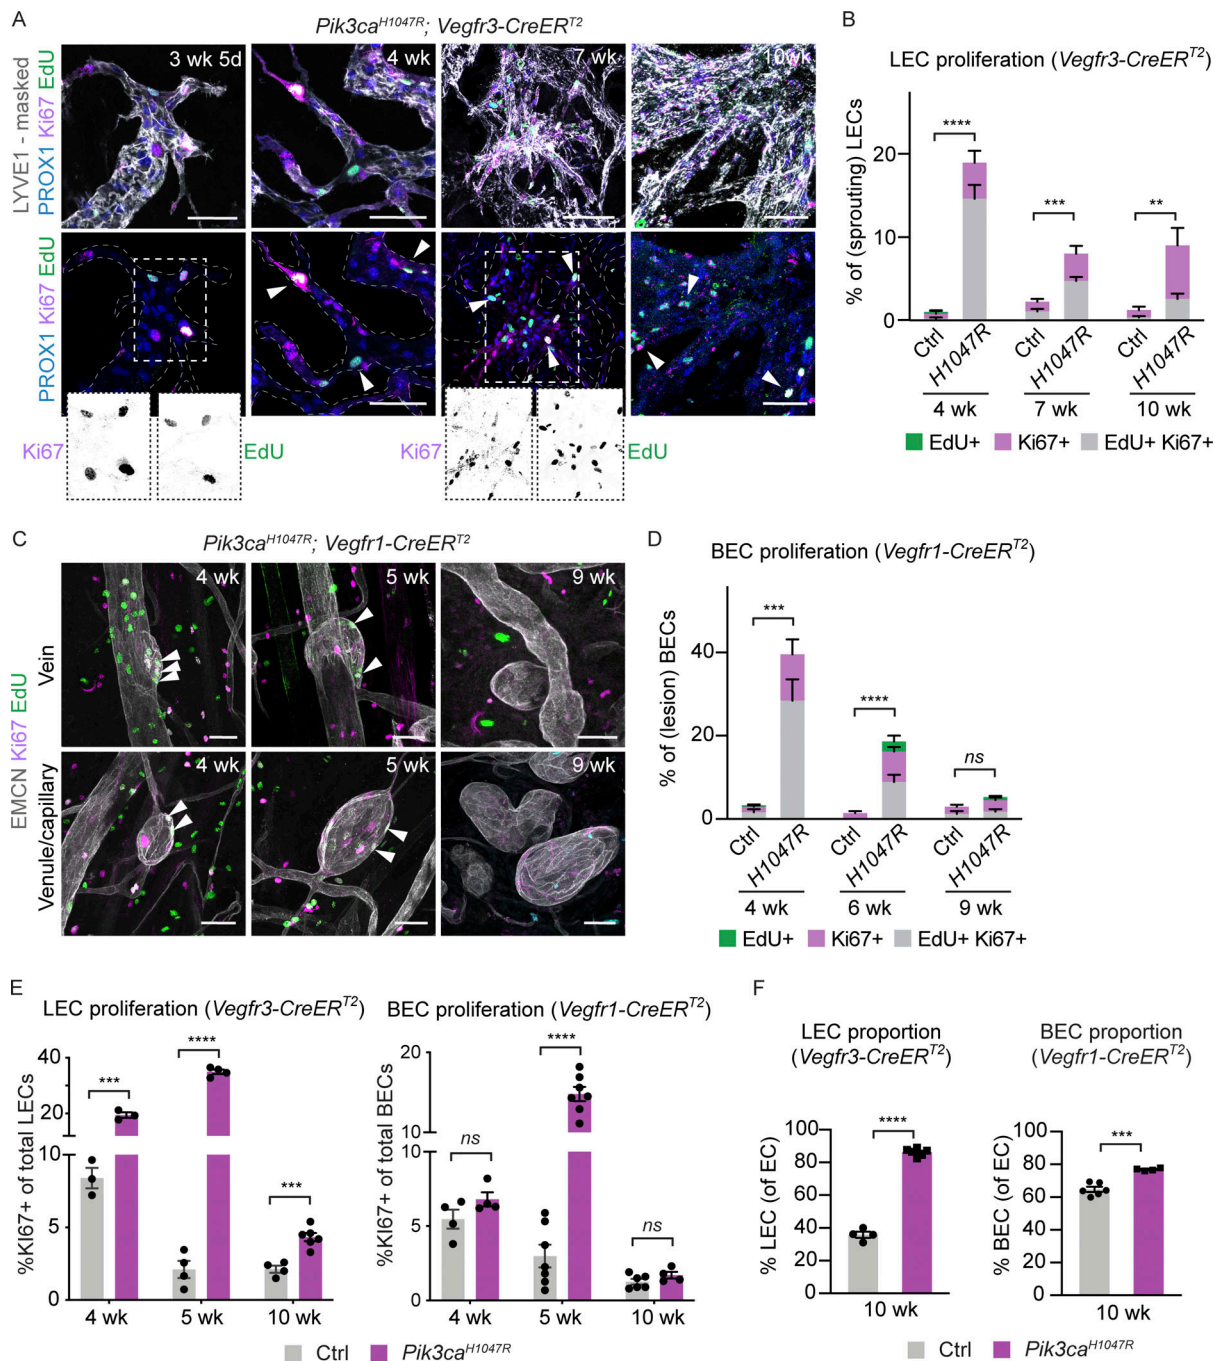 A
Pik3caH1047R; Vegfr3-CreERT2
LYVE1 - masked
PROX1 Ki67 EdU
3 wk 5d
4 wk
7 wk
10wk
PROX1 Ki67 EdU
Ki67
EdU
Ki67
EdU
B
LEC proliferation (Vegfr3-CreERT2)
% of (sprouting) LECs
20
10
0
****
***
**
Ctrl
H1047R
Ctrl
H1047R
Ctrl
H1047R
4 wk
7 wk
10 wk
EdU+
Ki67+
EdU+ Ki67+
C
Pik3caH1047R; Vegfr1-CreERT2
EMCN Ki67 EdU
Vein
4 wk
5 wk
9 wk
Venule/capillary
4 wk
5 wk
9 wk
D
BEC proliferation (Vegfr1-CreERT2)
% of (lesion) BECs
40
20
0
***
****
ns
Ctrl
H1047R
Ctrl
H1047R
Ctrl
H1047R
4 wk
6 wk
9 wk
EdU+
Ki67+
EdU+ Ki67+
E
LEC proliferation (Vegfr3-CreERT2)
%KI67+ of total LECs
40
20
10
5
0
***
****
***
4 wk
5 wk
10 wk
BEC proliferation (Vegfr1-CreERT2)
%KI67+ of total BECs
20
15
10
10
5
0
ns
****
ns
4 wk
5 wk
10 wk
Ctrl
Pik3caH1047R
F
LEC proportion
(Vegfr3-CreERT2)
% LEC (of EC)
100
80
60
40
20
0
****
10 wk
BEC proportion
(Vegfr1-CreERT2)
% BEC (of EC)
100
80
60
40
20
0
***
10 wk
Ctrl
Pik3caH1047R